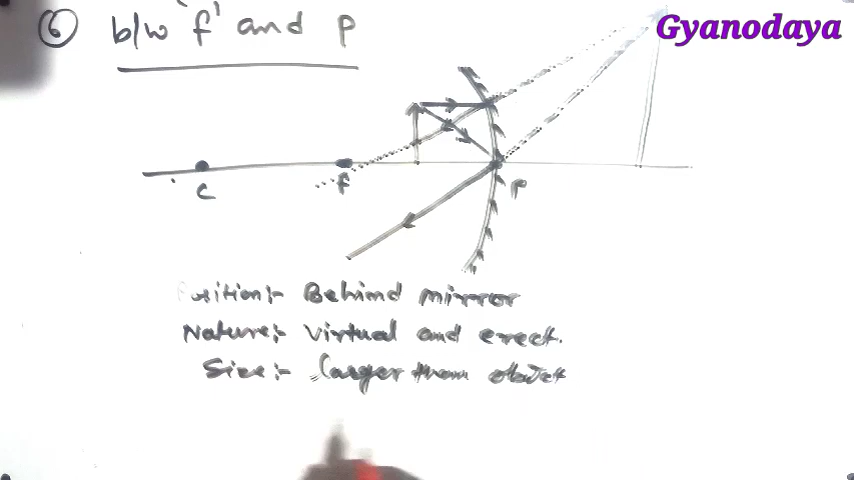 Gyanodaya
⑥ b/w 'f' and P
C
F
P
Position:- Behind mirror
Nature:- Virtual and erect.
Size:- Larger than object